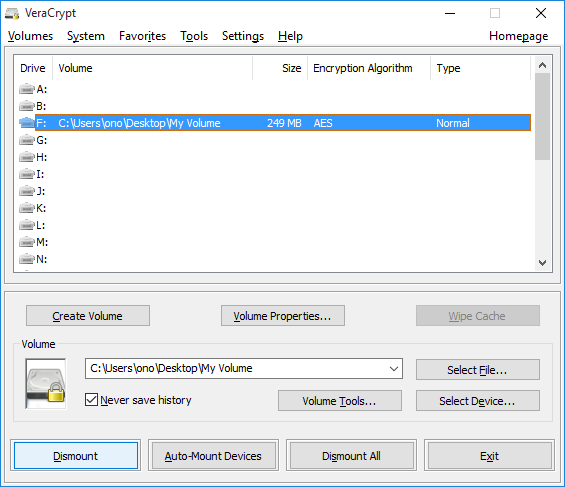 VeraCrypt
Volumes System Favorites Tools Settings Help Homepage
Drive Volume Size Encryption Algorithm Type
A:
B:
F: C:\Users\ono\Desktop\My Volume 249 MB AES Normal
G:
H:
I:
J:
K:
L:
M:
N:
Create Volume Volume Properties... Wipe Cache
Volume
C:\Users\ono\Desktop\My Volume Select File...
Never save history Volume Tools... Select Device...
Dismount Auto-Mount Devices Dismount All Exit